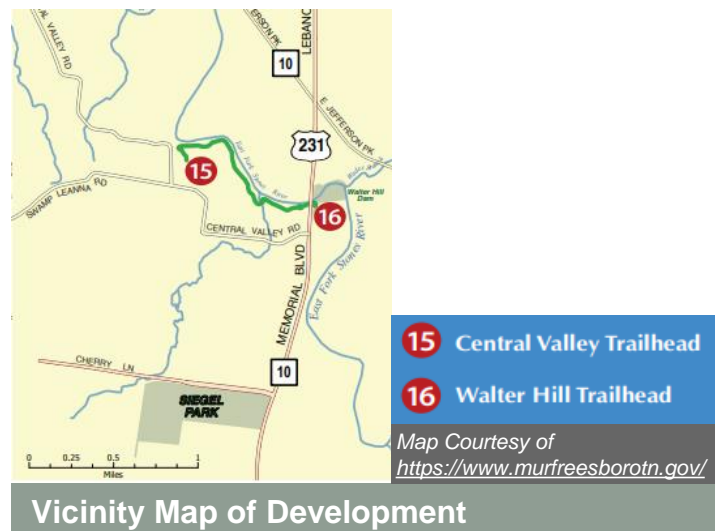 AL VALLEY RD
ERSON PK
LEBANO
10
E JEFFERSON PK
231
East Fork Stones River
15
Walter Hill
Dam
SWAMP LEANNA RD
16
CENTRAL VALLEY RD
East Fork Stones River
MEMORIAL BLVD
CHERRY LN
10
SIEGEL
PARK
0 0.25 0.5 1
Miles
15 Central Valley Trailhead
16 Walter Hill Trailhead
Map Courtesy of
https://www.murfreesborotn.gov/
Vicinity Map of Development